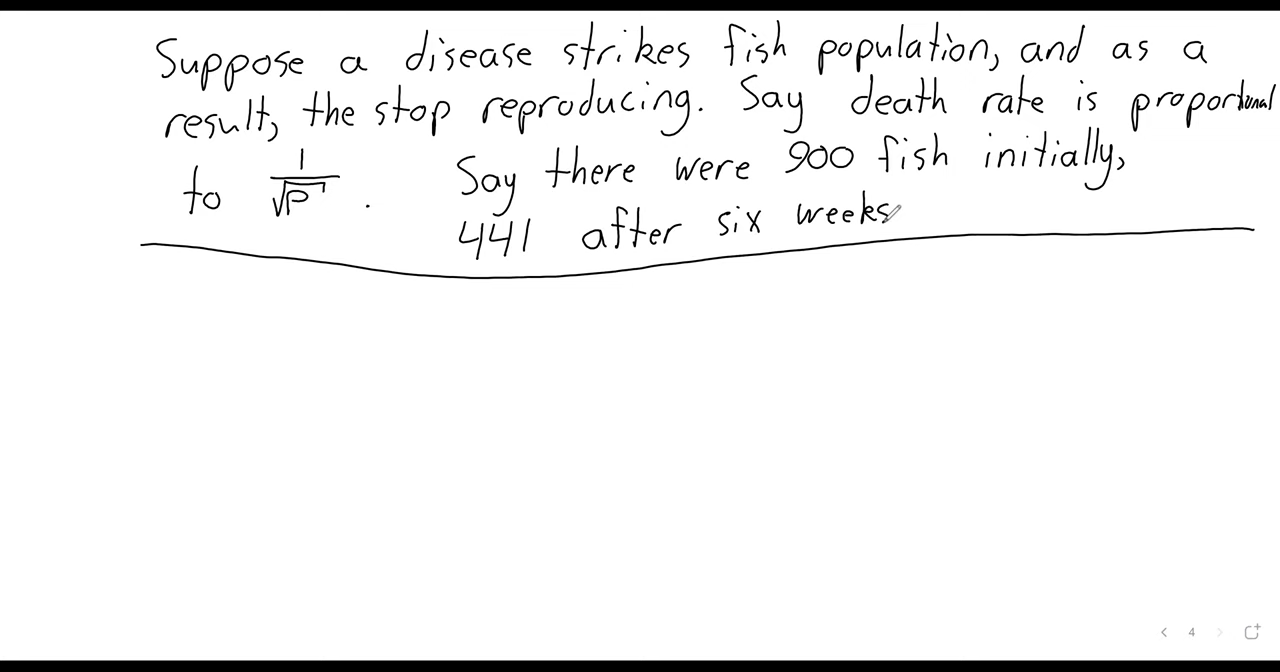 Suppose a disease strikes fish population, and as a
result, the stop reproducing. Say death rate is proportional
to 1/√P . Say there were 900 fish initially,
441 after six weeks
4